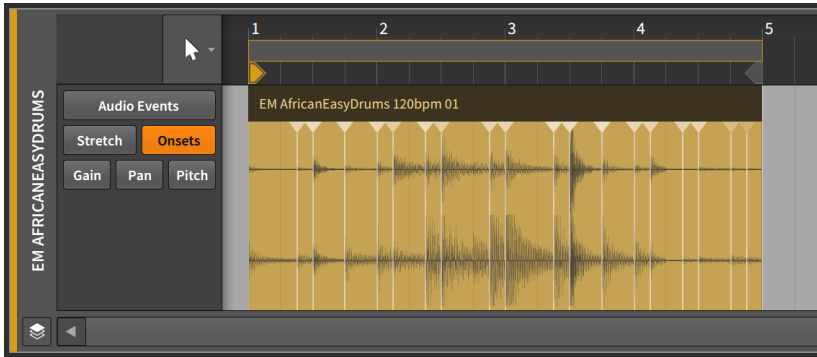 1 2 3 4 5
EM AFRICANEASYDRUMS
Audio Events
Stretch Onsets
Gain Pan Pitch
EM AfricanEasyDrums 120bpm 01